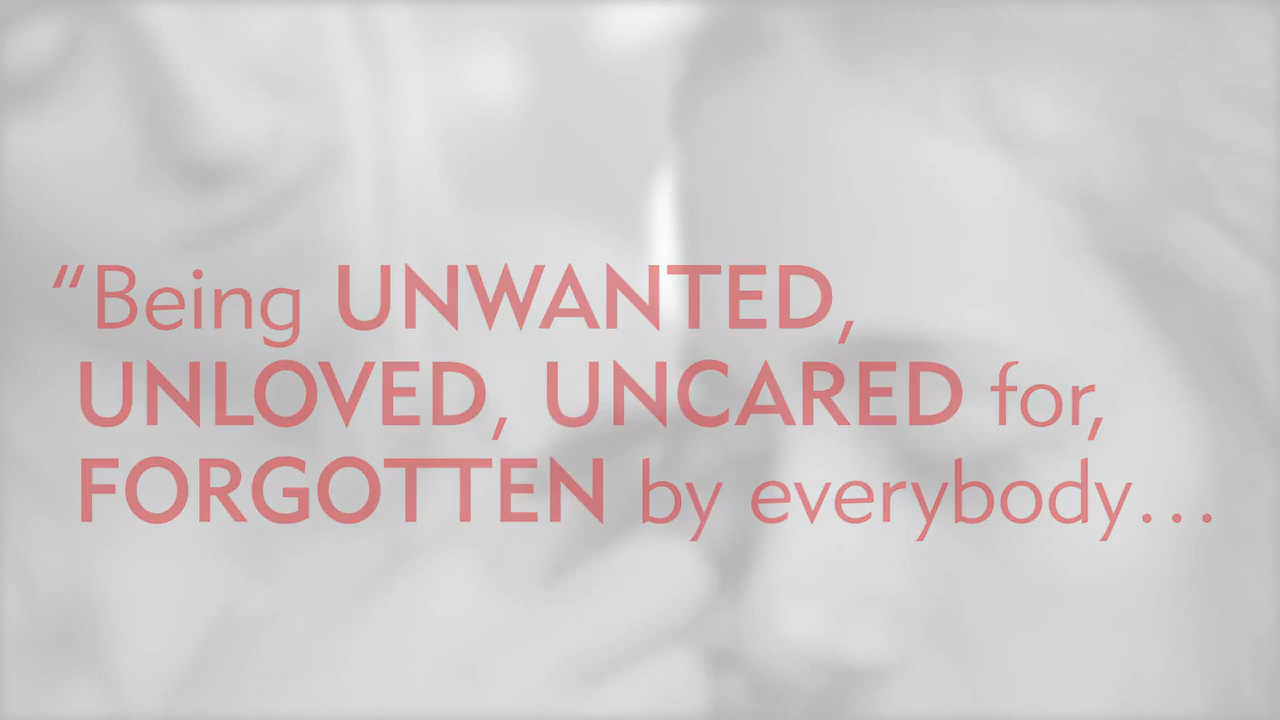 “Being UNWANTED,
UNLOVED, UNCARED for,
FORGOTTEN by everybody…